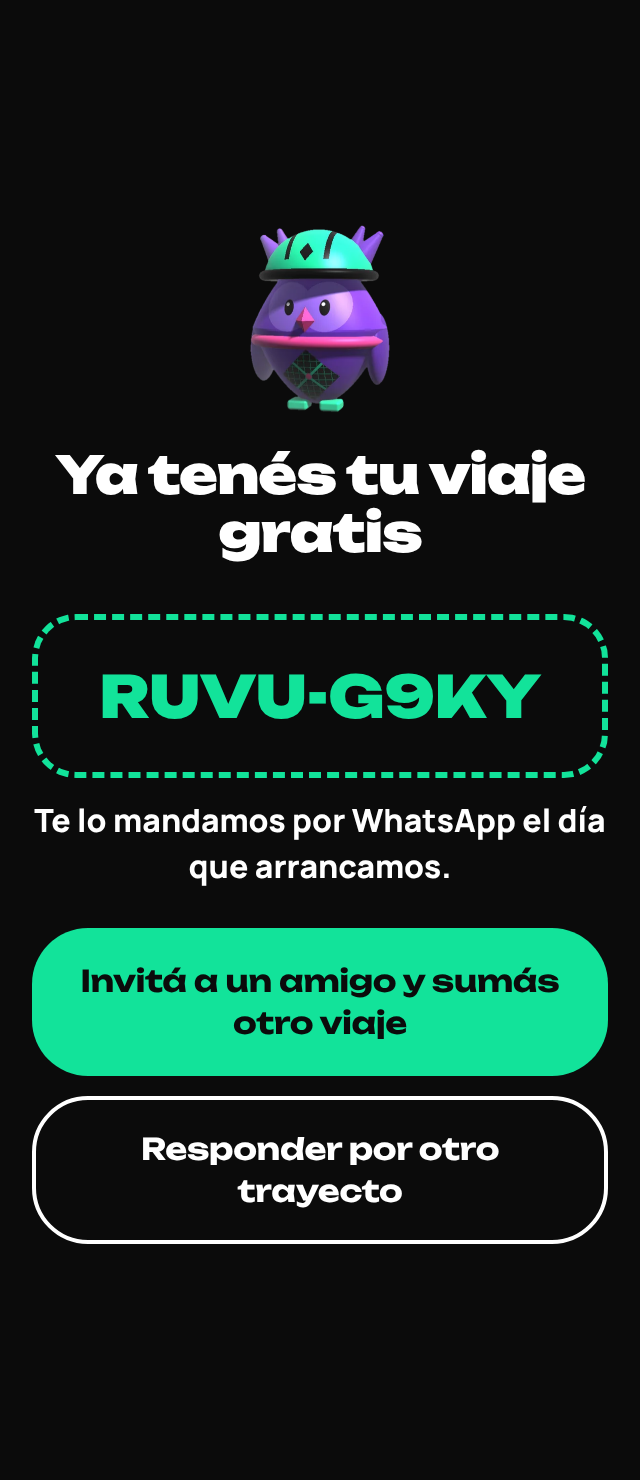 Ya tenés tu viaje
gratis
RUVU-G9KY
Te lo mandamos por WhatsApp el día
que arrancamos.
Invitá a un amigo y sumás
otro viaje
Responder por otro
trayecto